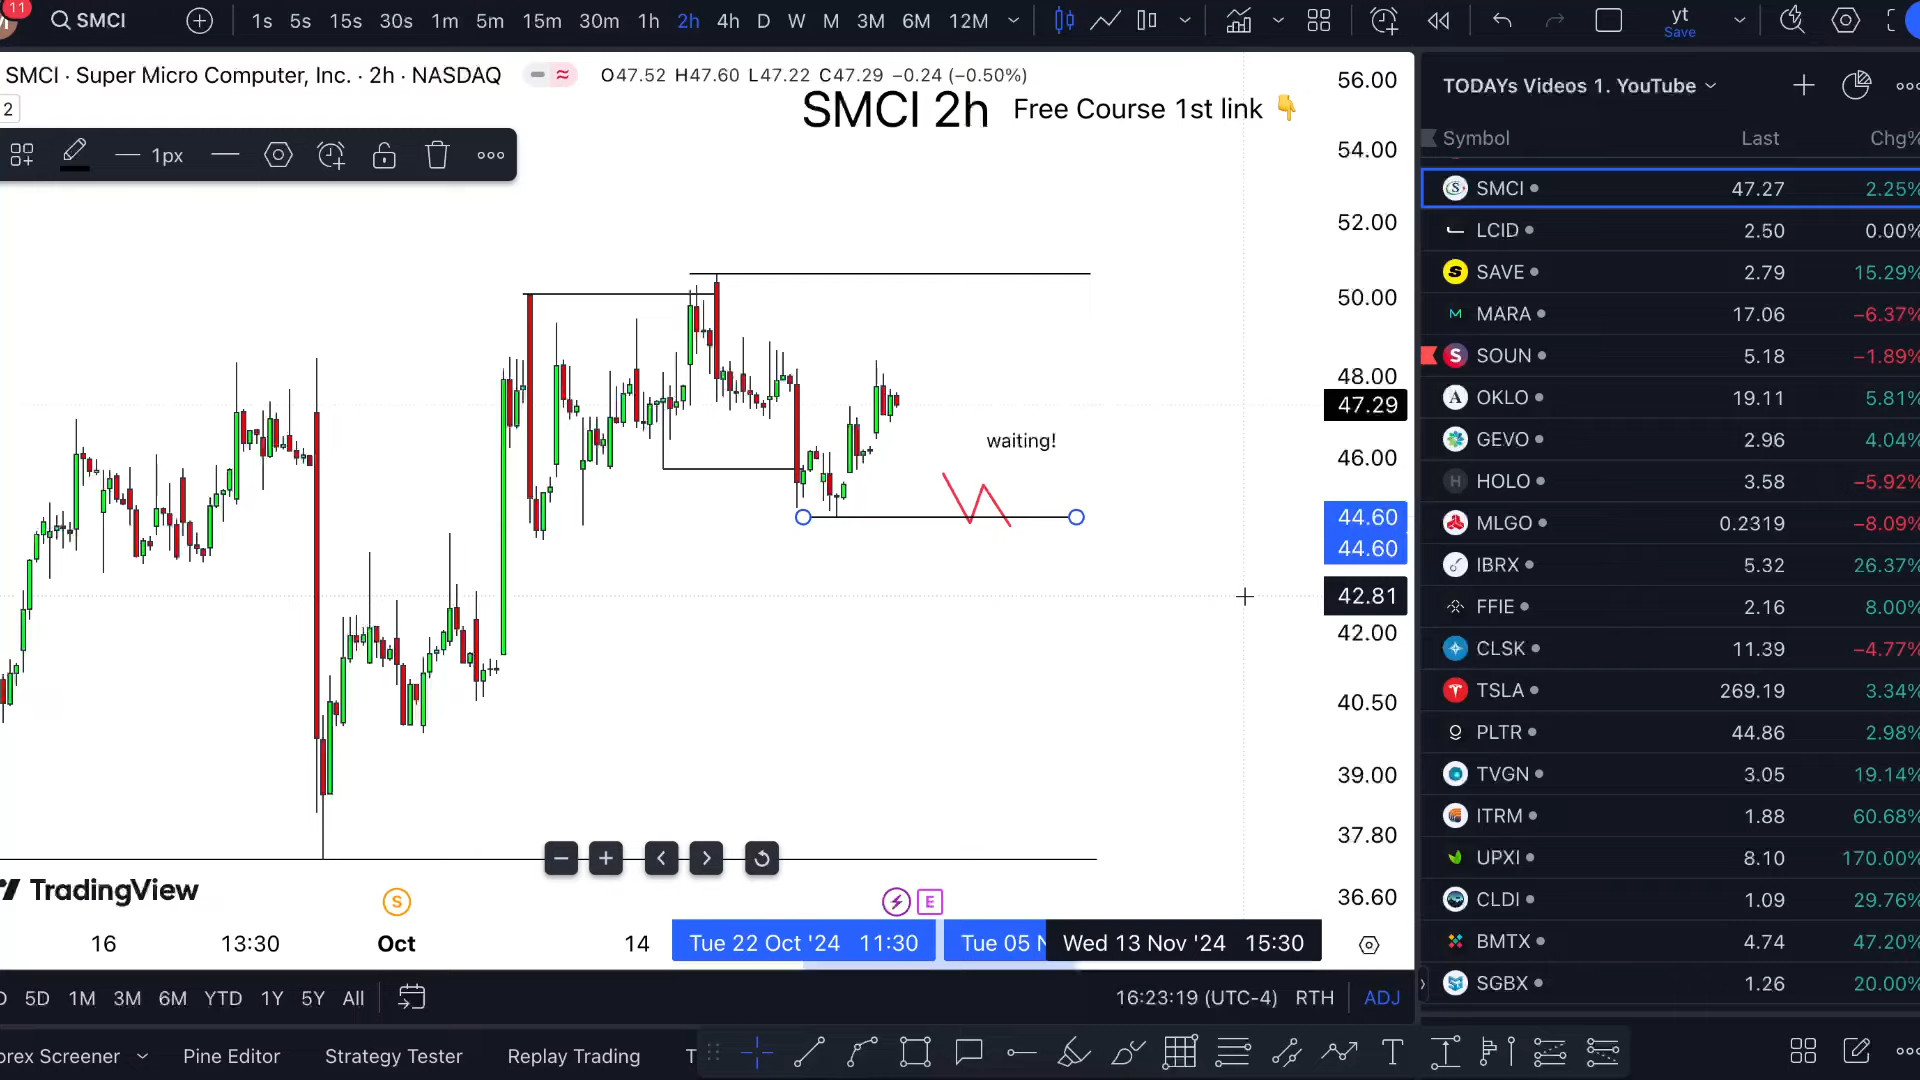 11
SMCI
1s 5s 15s 30s 1m 5m 15m 30m 1h 2h 4h D W M 3M 6M 12M
yt
Save
SMCI · Super Micro Computer, Inc. · 2h · NASDAQ
O47.52 H47.60 L47.22 C47.29 −0.24 (−0.50%)
2
SMCI 2h
Free Course 1st link 👇
1px
waiting!
56.00
54.00
52.00
50.00
48.00
47.29
46.00
44.60
44.60
42.81
42.00
40.50
39.00
37.80
36.60
TradingView
S
E
16 13:30 Oct 14 Tue 22 Oct '24 11:30 Tue 05 Wed 13 Nov '24 15:30
5D 1M 3M 6M YTD 1Y 5Y All
16:23:19 (UTC-4) RTH ADJ
Screener Pine Editor Strategy Tester Replay Trading
TODAYs Videos 1. YouTube
Symbol Last Chg%
SMCI 47.27 2.25%
LCID 2.50 0.00%
SAVE 2.79 15.29%
MARA 17.06 −6.37%
SOUN 5.18 −1.89%
OKLO 19.11 5.81%
GEVO 2.96 4.04%
HOLO 3.58 −5.92%
MLGO 0.2319 −8.09%
IBRX 5.32 26.37%
FFIE 2.16 8.00%
CLSK 11.39 −4.77%
TSLA 269.19 3.34%
PLTR 44.86 2.98%
TVGN 3.05 19.14%
ITRM 1.88 60.68%
UPXI 8.10 170.00%
CLDI 1.09 29.76%
BMTX 4.74 47.20%
SGBX 1.26 20.00%